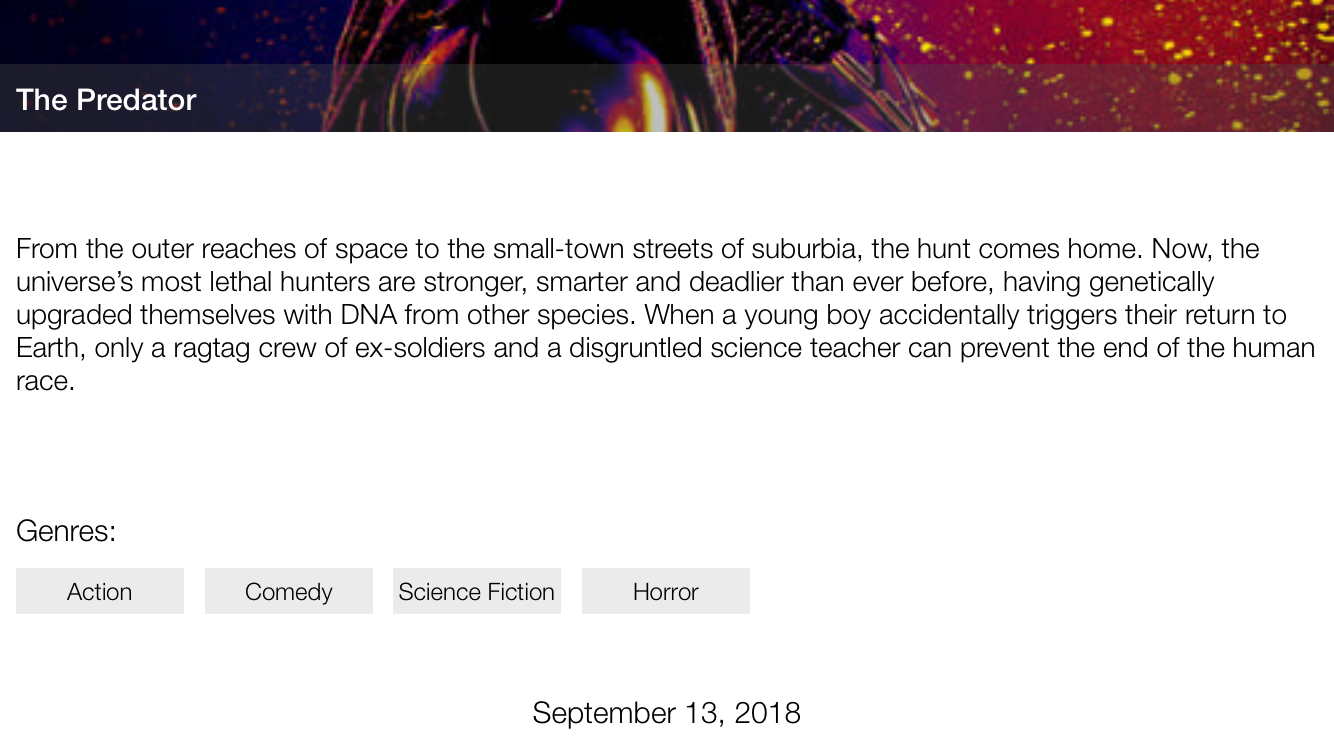 The Predator
From the outer reaches of space to the small-town streets of suburbia, the hunt comes home. Now, the
universe’s most lethal hunters are stronger, smarter and deadlier than ever before, having genetically
upgraded themselves with DNA from other species. When a young boy accidentally triggers their return to
Earth, only a ragtag crew of ex-soldiers and a disgruntled science teacher can prevent the end of the human
race.
Genres:
Action Comedy Science Fiction Horror
September 13, 2018